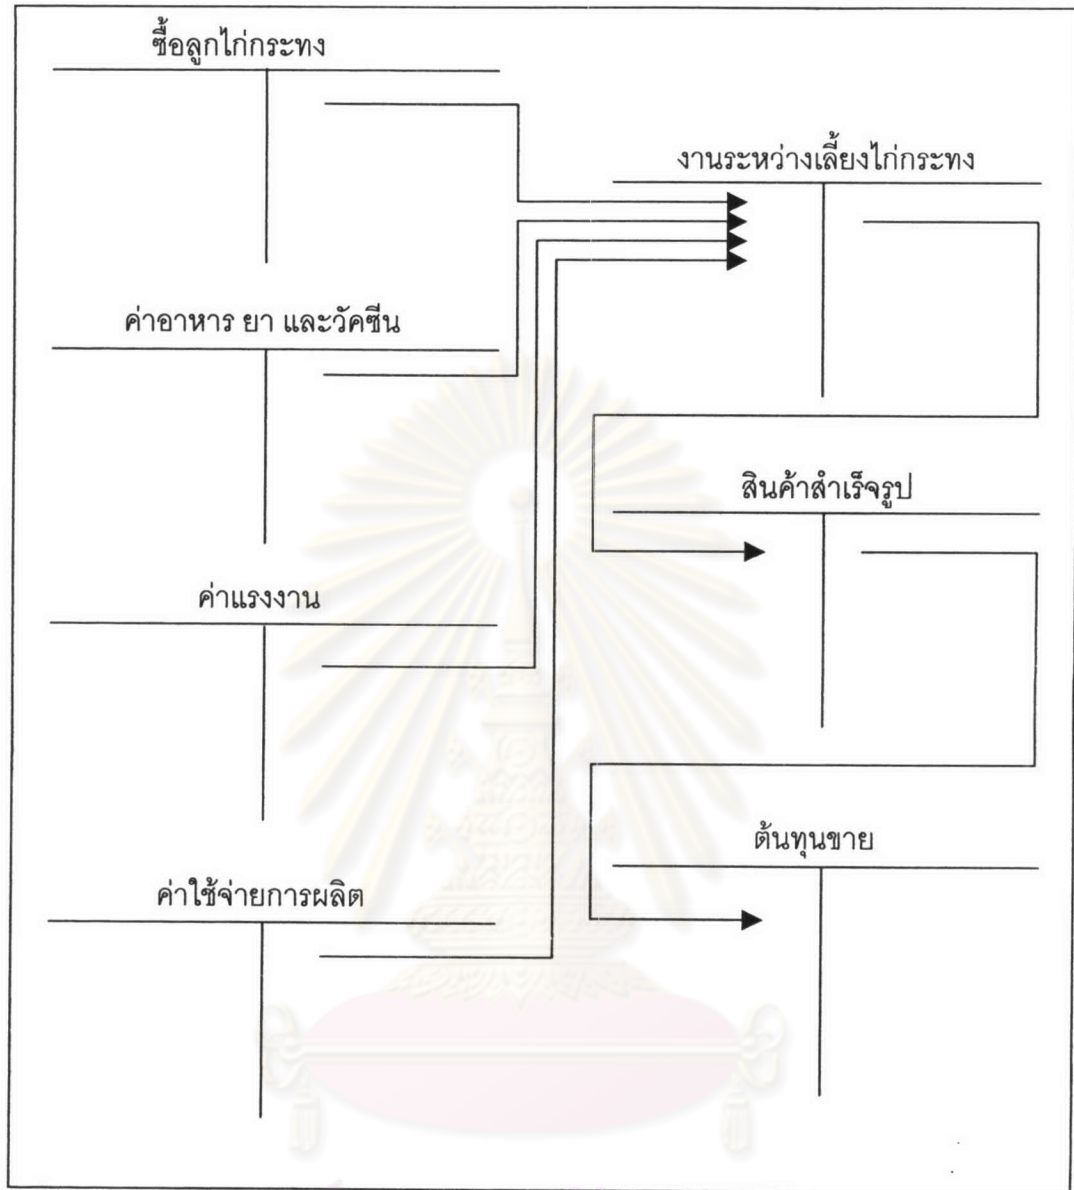 ซื้อลูกไก่กระทง
งานระหว่างเลี้ยงไก่กระทง
ค่าอาหาร ยา และวัคซีน
สินค้าสำเร็จรูป
ค่าแรงงาน
ต้นทุนขาย
ค่าใช้จ่ายการผลิต